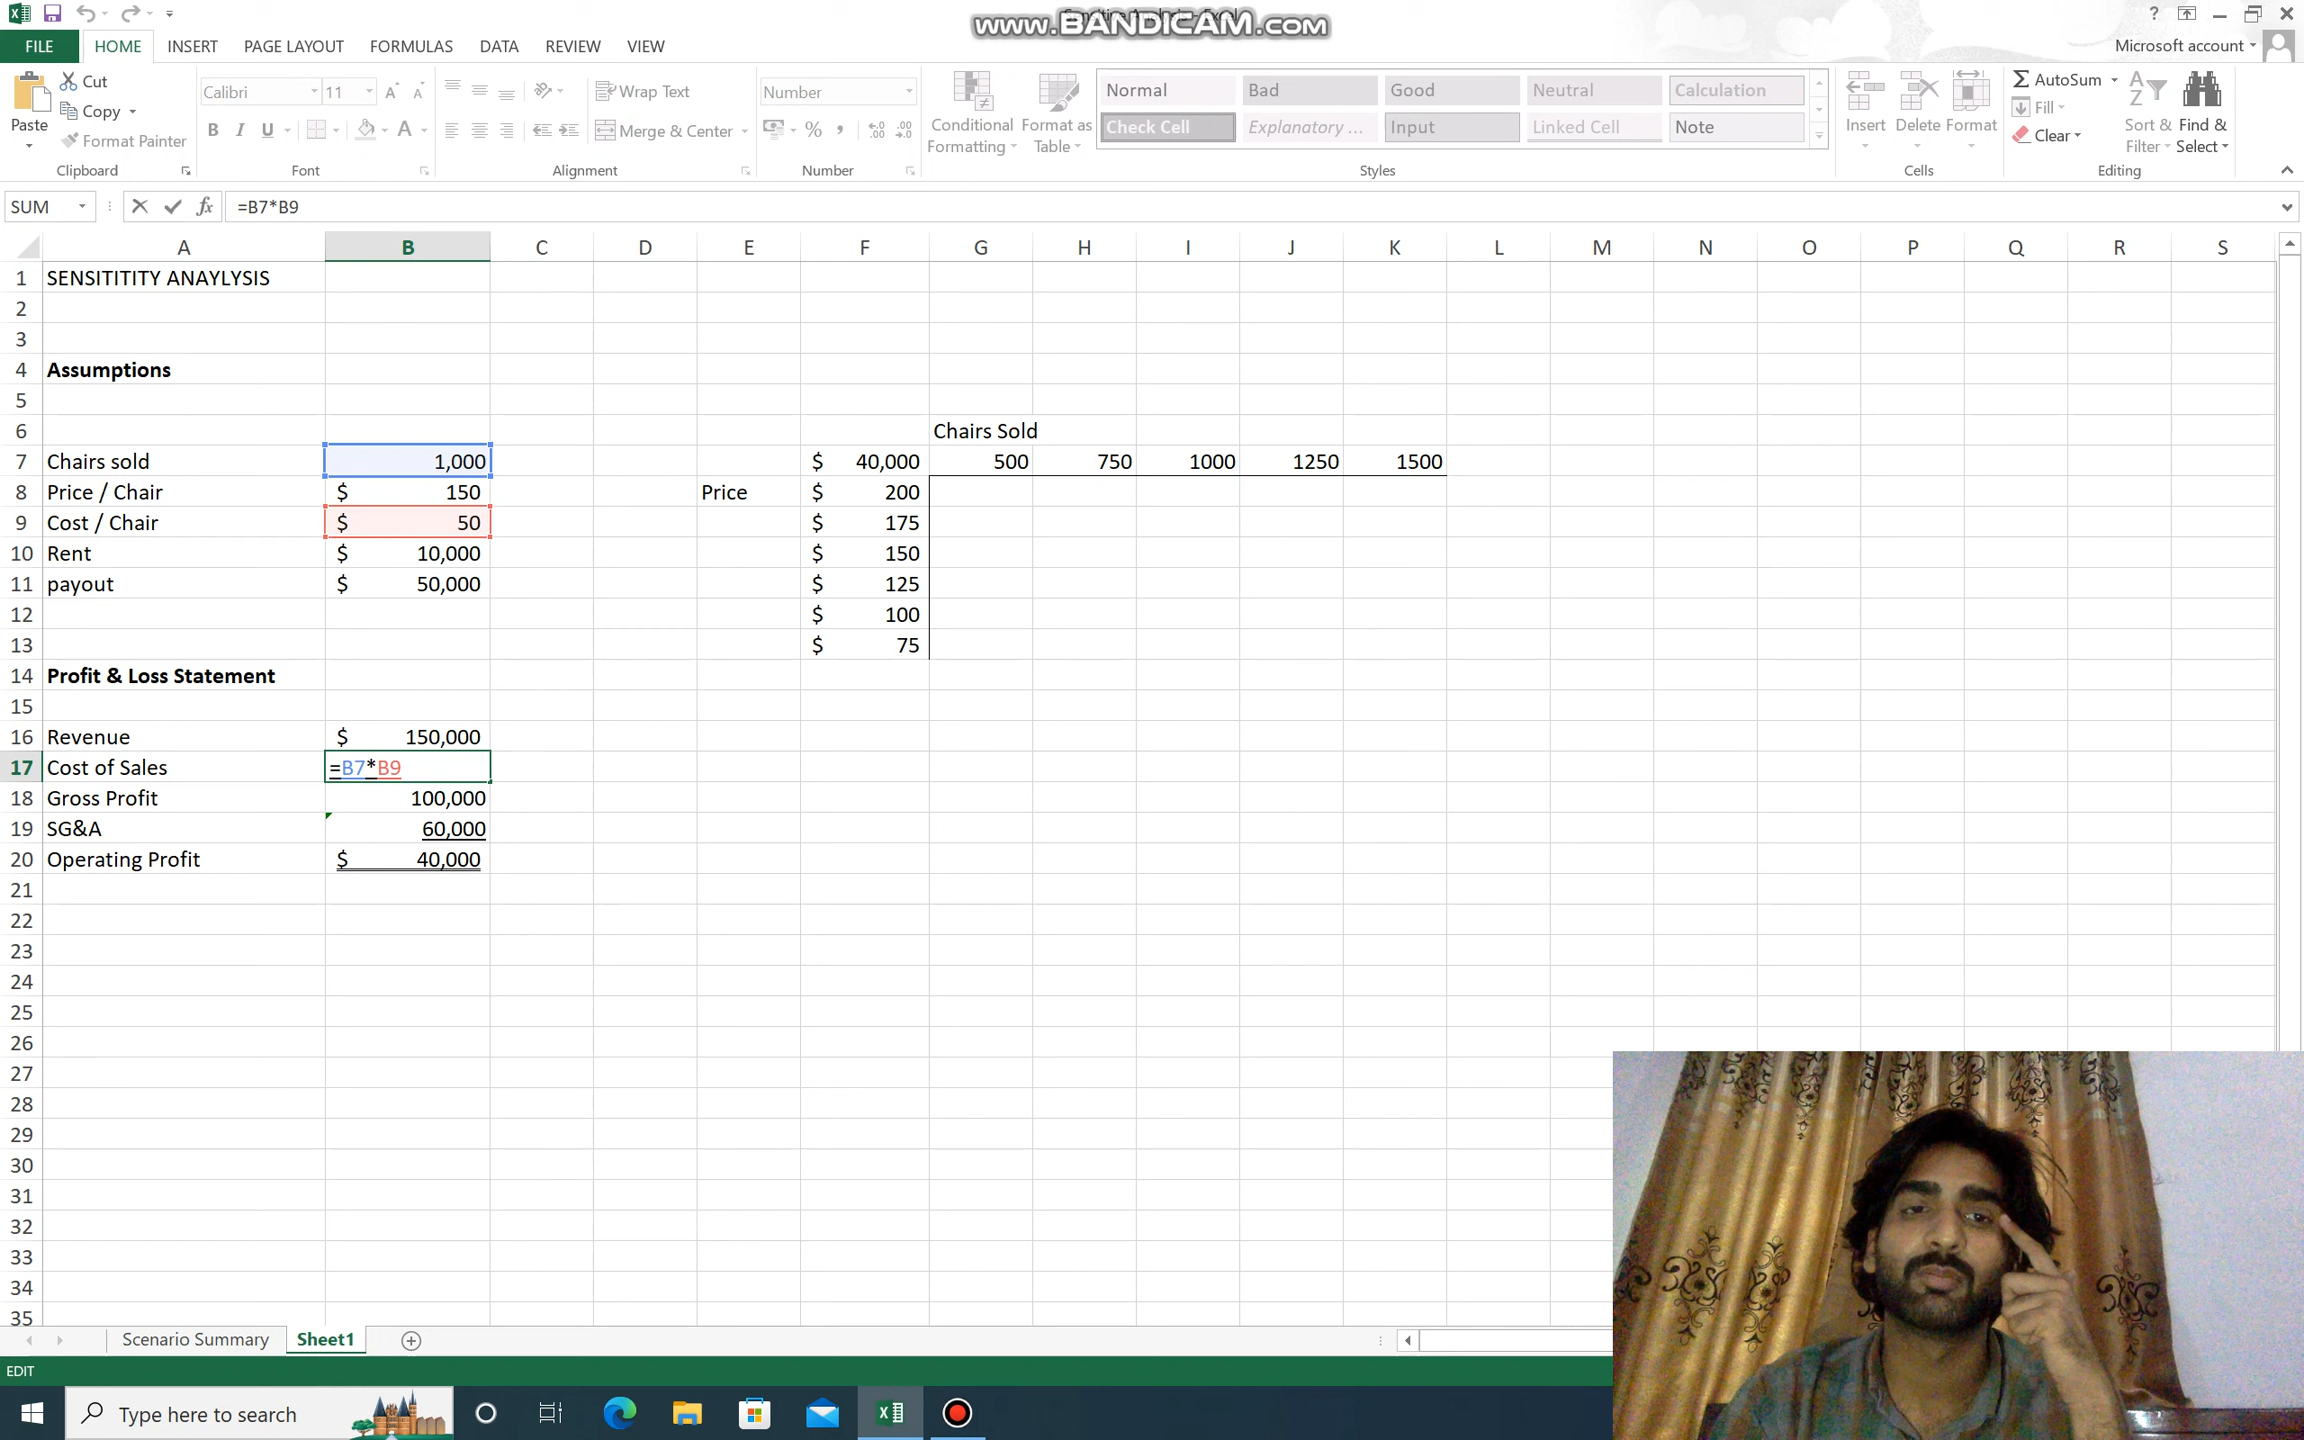 www.BANDICAM.com
FILE HOME INSERT PAGE LAYOUT FORMULAS DATA REVIEW VIEW
Microsoft account
Paste
Cut
Copy
Format Painter
Clipboard
Calibri 11
B I U
Font
Wrap Text
Merge & Center
Alignment
Number
$ % ,
Number
Conditional Formatting
Format as Table
Normal Bad Good Neutral Calculation
Check Cell Explanatory ... Input Linked Cell Note
Styles
Insert Delete Format
Cells
AutoSum
Fill
Clear
Sort & Filter
Find & Select
Editing
SUM =B7*B9
A B C D E F G H I J K L M N O P Q R S
1 SENSITITITY ANAYLYSIS
2
3
4 Assumptions
5
6 Chairs Sold
7 Chairs sold 1,000 $ 40,000 500 750 1000 1250 1500
8 Price / Chair $ 150 Price $ 200
9 Cost / Chair $ 50 $ 175
10 Rent $ 10,000 $ 150
11 payout $ 50,000 $ 125
12 $ 100
13 $ 75
14 Profit & Loss Statement
15
16 Revenue $ 150,000
17 Cost of Sales =B7*B9
18 Gross Profit 100,000
19 SG&A 60,000
20 Operating Profit $ 40,000
21
22
23
24
25
26
27
28
29
30
31
32
33
34
35
Scenario Summary Sheet1
EDIT
Type here to search